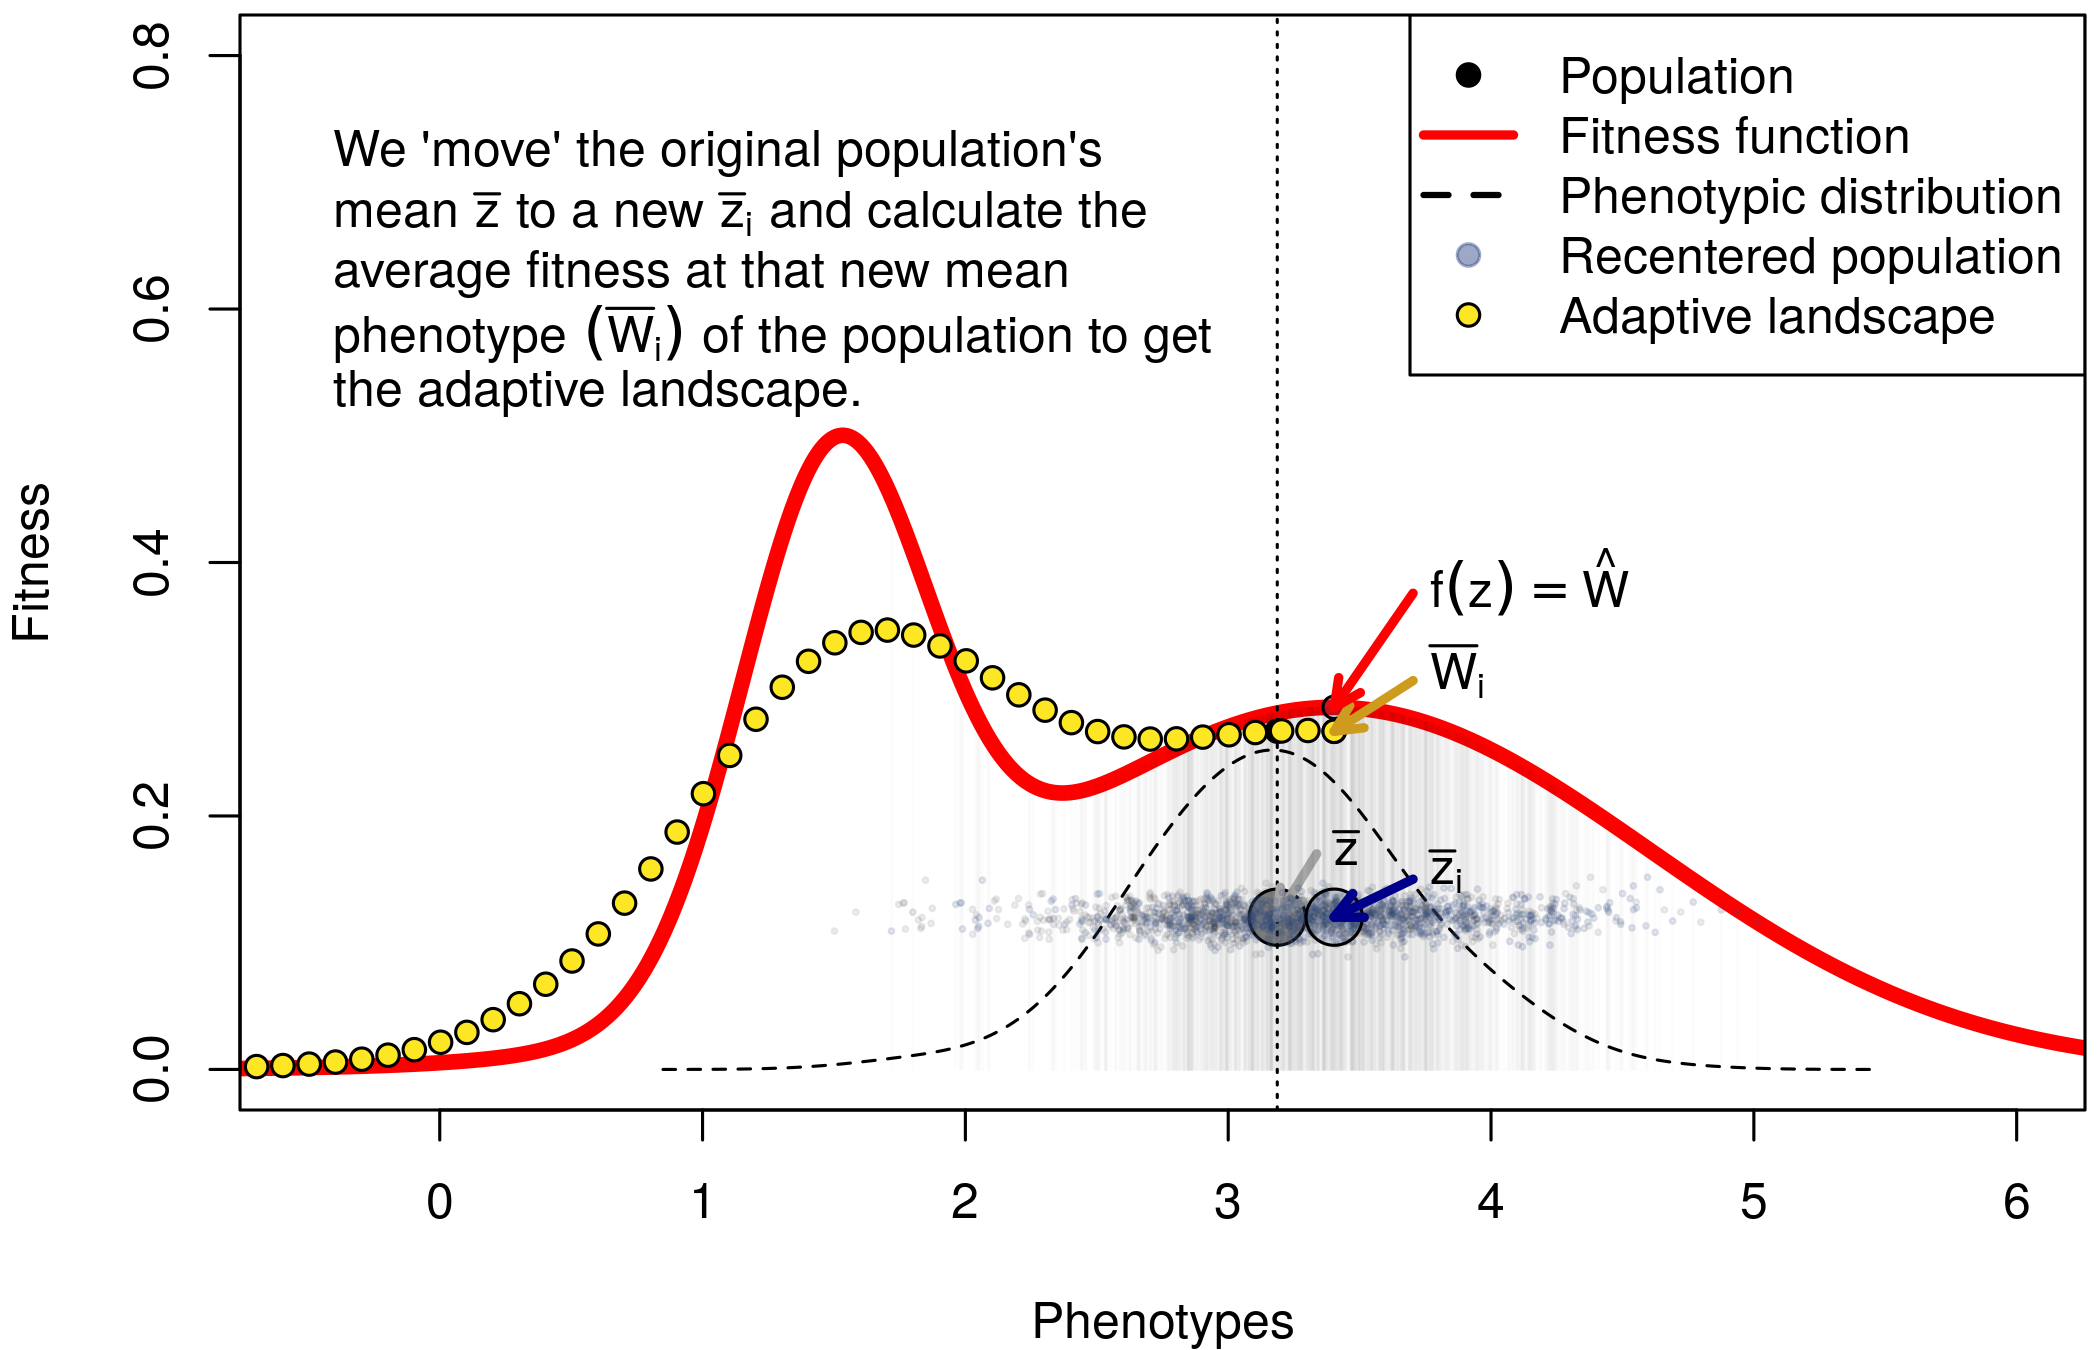 We 'move' the original population's
mean z̅ to a new z̅ᵢ and calculate the
average fitness at that new mean
phenotype (W̅ᵢ) of the population to get
the adaptive landscape.
Population
Fitness function
Phenotypic distribution
Recentered population
Adaptive landscape
f(z) = Ŵ
W̅ᵢ
z̅
z̅ᵢ
Fitness
0.8
0.6
0.4
0.2
0.0
0 1 2 3 4 5 6
Phenotypes